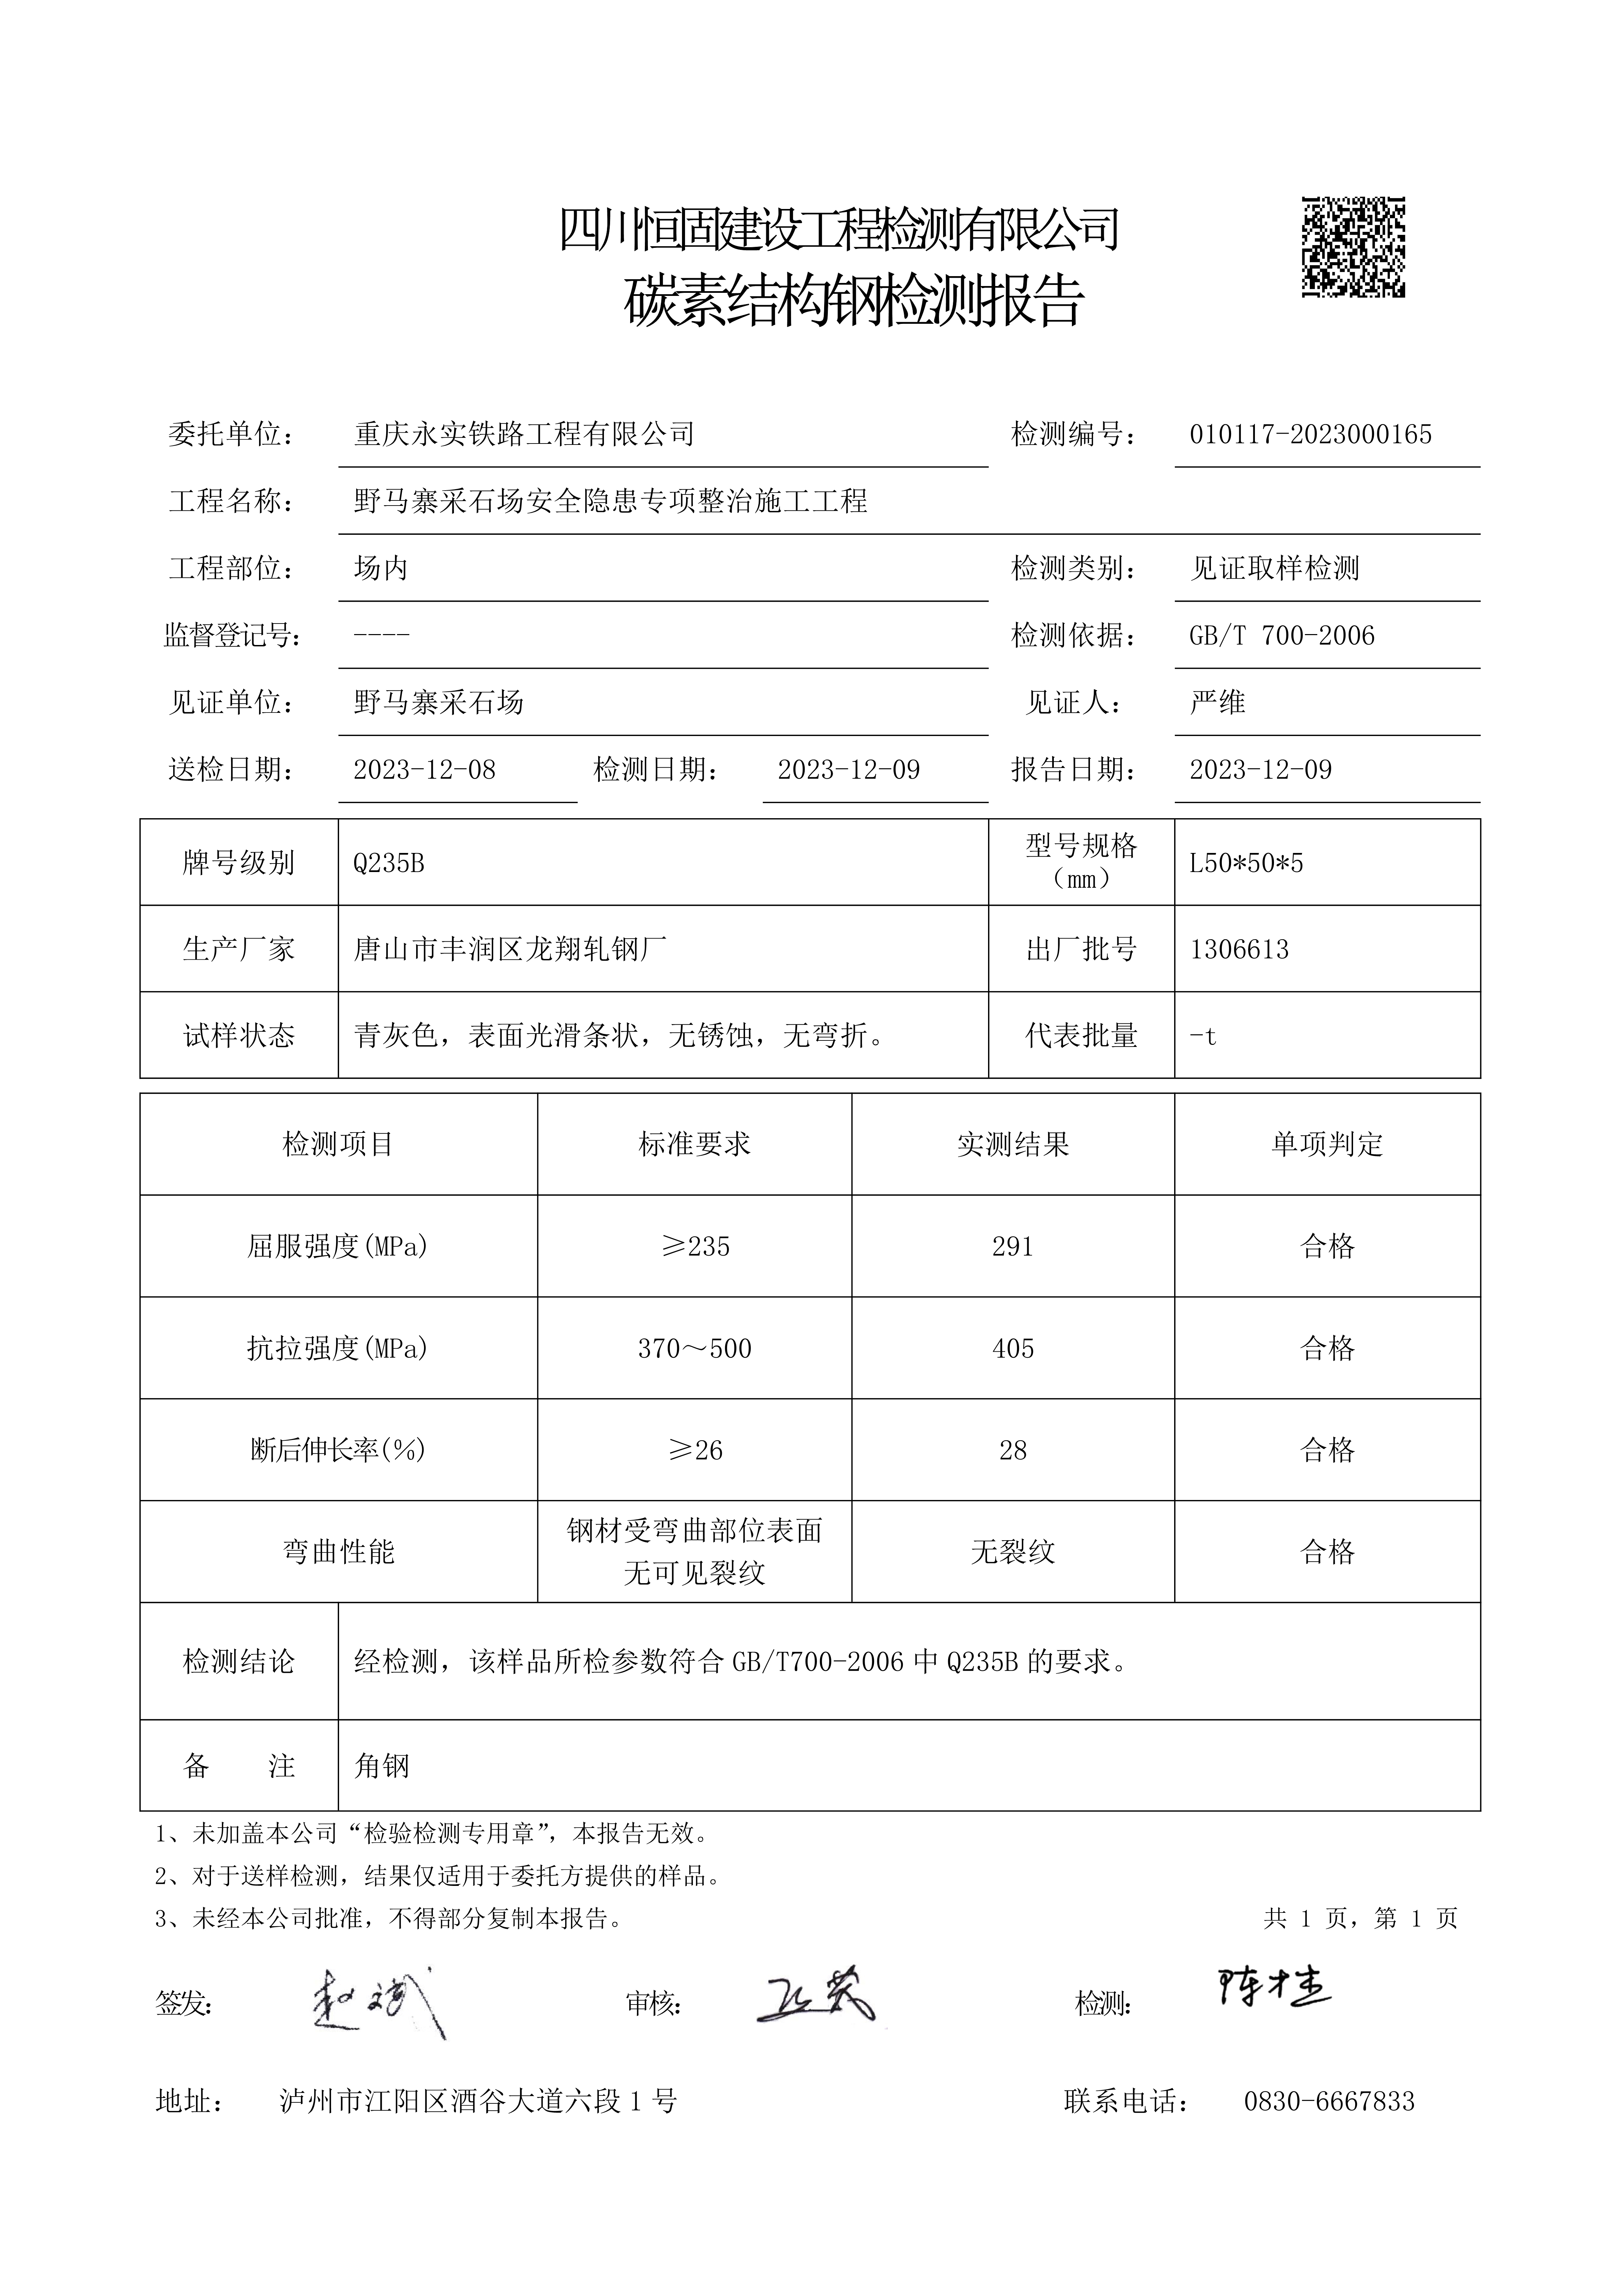 四川恒固建设工程检测有限公司
碳素结构钢检测报告
委托单位： 重庆永实铁路工程有限公司 检测编号： 010117-2023000165
工程名称： 野马寨采石场安全隐患专项整治施工工程
工程部位： 场内 检测类别： 见证取样检测
监督登记号： ---- 检测依据： GB/T 700-2006
见证单位： 野马寨采石场 见证人： 严维
送检日期： 2023-12-08 检测日期： 2023-12-09 报告日期： 2023-12-09
牌号级别 Q235B 型号规格（mm） L50*50*5
生产厂家 唐山市丰润区龙翔轧钢厂 出厂批号 1306613
试样状态 青灰色，表面光滑条状，无锈蚀，无弯折。 代表批量 -t
检测项目 标准要求 实测结果 单项判定
屈服强度(MPa) ≥235 291 合格
抗拉强度(MPa) 370～500 405 合格
断后伸长率(%) ≥26 28 合格
弯曲性能 钢材受弯曲部位表面无可见裂纹 无裂纹 合格
检测结论 经检测，该样品所检参数符合GB/T700-2006中Q235B的要求。
备 注 角钢
1、未加盖本公司“检验检测专用章”，本报告无效。
2、对于送样检测，结果仅适用于委托方提供的样品。
3、未经本公司批准，不得部分复制本报告。 共 1 页，第 1 页
签发： 审核： 检测： 陈才圭
地址： 泸州市江阳区酒谷大道六段1号 联系电话： 0830-6667833